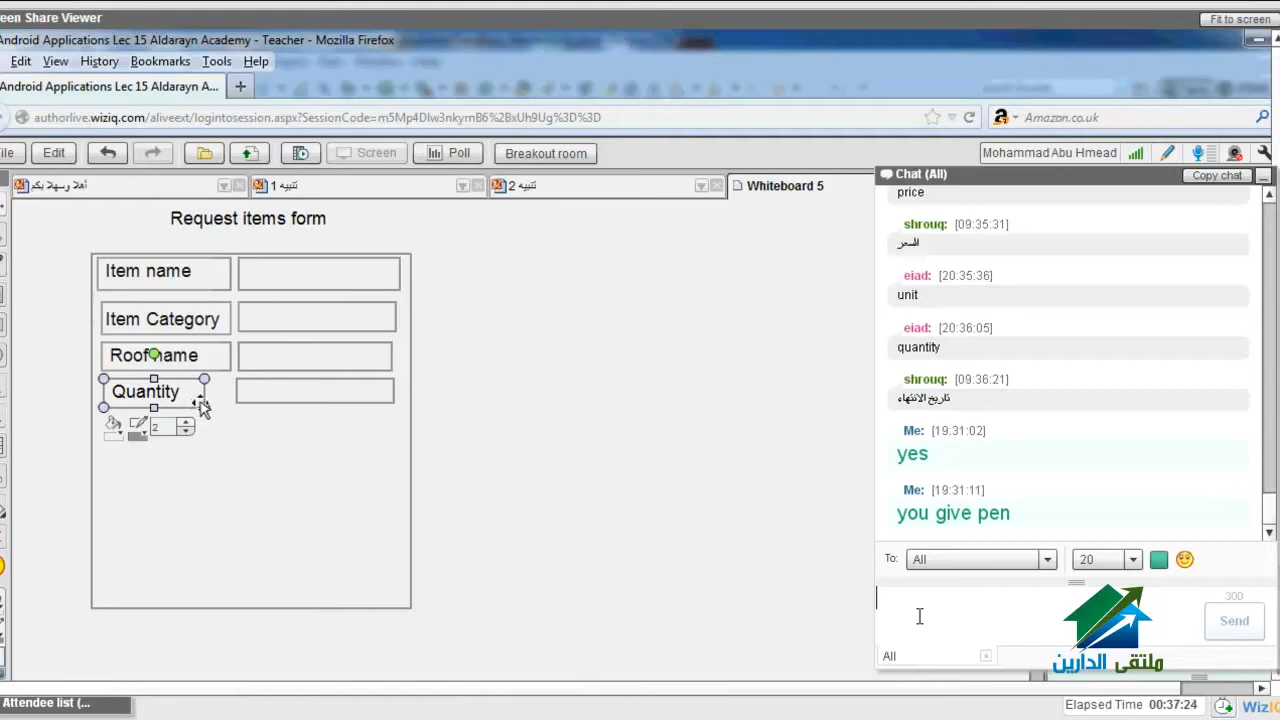 een Share Viewer
Fit to screen
Android Applications Lec 15 Aldarayn Academy - Teacher - Mozilla Firefox
Edit View History Bookmarks Tools Help
Android Applications Lec 15 Aldarayn A...
authorlive.wiziq.com/aliveext/logintosession.aspxSessionCode=m5Mp4Dlw3nkymB6%2BxUh9Ug%3D%3D
Amazon.co.uk
ile Edit Screen Poll Breakout room Mohammad Abu Hmead
أهلا وسهلا بكم
تنبيه 1
تنبيه 2
Whiteboard 5
Chat (All)
Copy chat
Request items form
Item name
Item Category
Roof name
Quantity
2
price
shrouq: [09:35:31]
السعر
eiad: [20:35:36]
unit
eiad: [20:36:05]
quantity
shrouq: [09:36:21]
تاريخ الانتهاء
Me: [19:31:02]
yes
Me: [19:31:11]
you give pen
To: All 20
300
Send
All
ملتقى الدارين
Attendee list (...
Elapsed Time 00:37:24
WizI